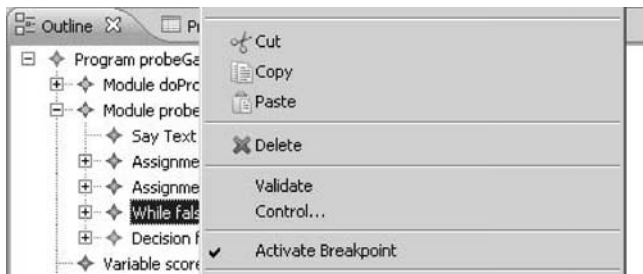 Outline
Program probeGa
Module doPro
Module probe
Say Text
Assignme
Assignme
While fals
Decision f
Variable score
Cut
Copy
Paste
Delete
Validate
Control...
Activate Breakpoint